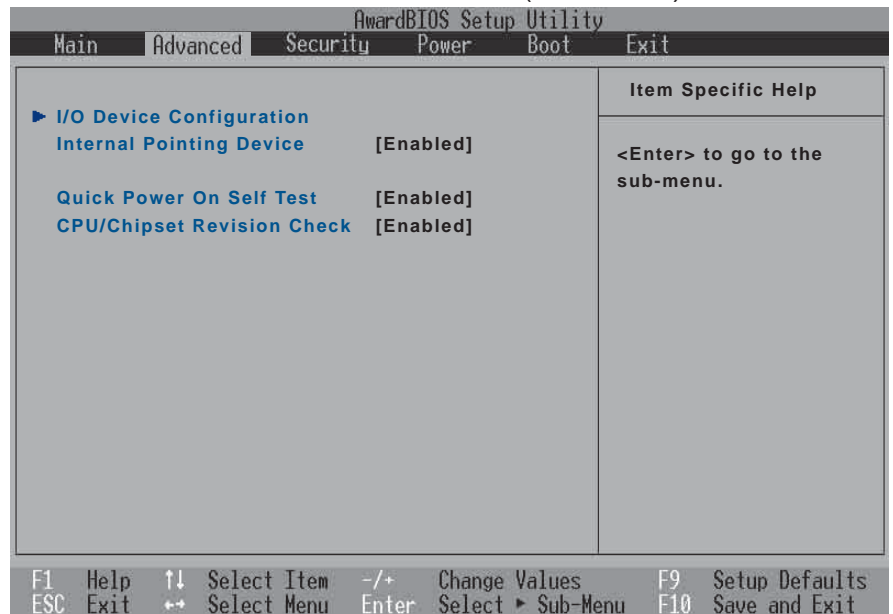 AwardBIOS Setup Utility
Main Advanced Security Power Boot Exit
Item Specific Help
▶ I/O Device Configuration
Internal Pointing Device [Enabled]
<Enter> to go to the
sub-menu.
Quick Power On Self Test [Enabled]
CPU/Chipset Revision Check [Enabled]
F1 Help ↑↓ Select Item -/+ Change Values F9 Setup Defaults
ESC Exit ←→ Select Menu Enter Select ▶ Sub-Menu F10 Save and Exit